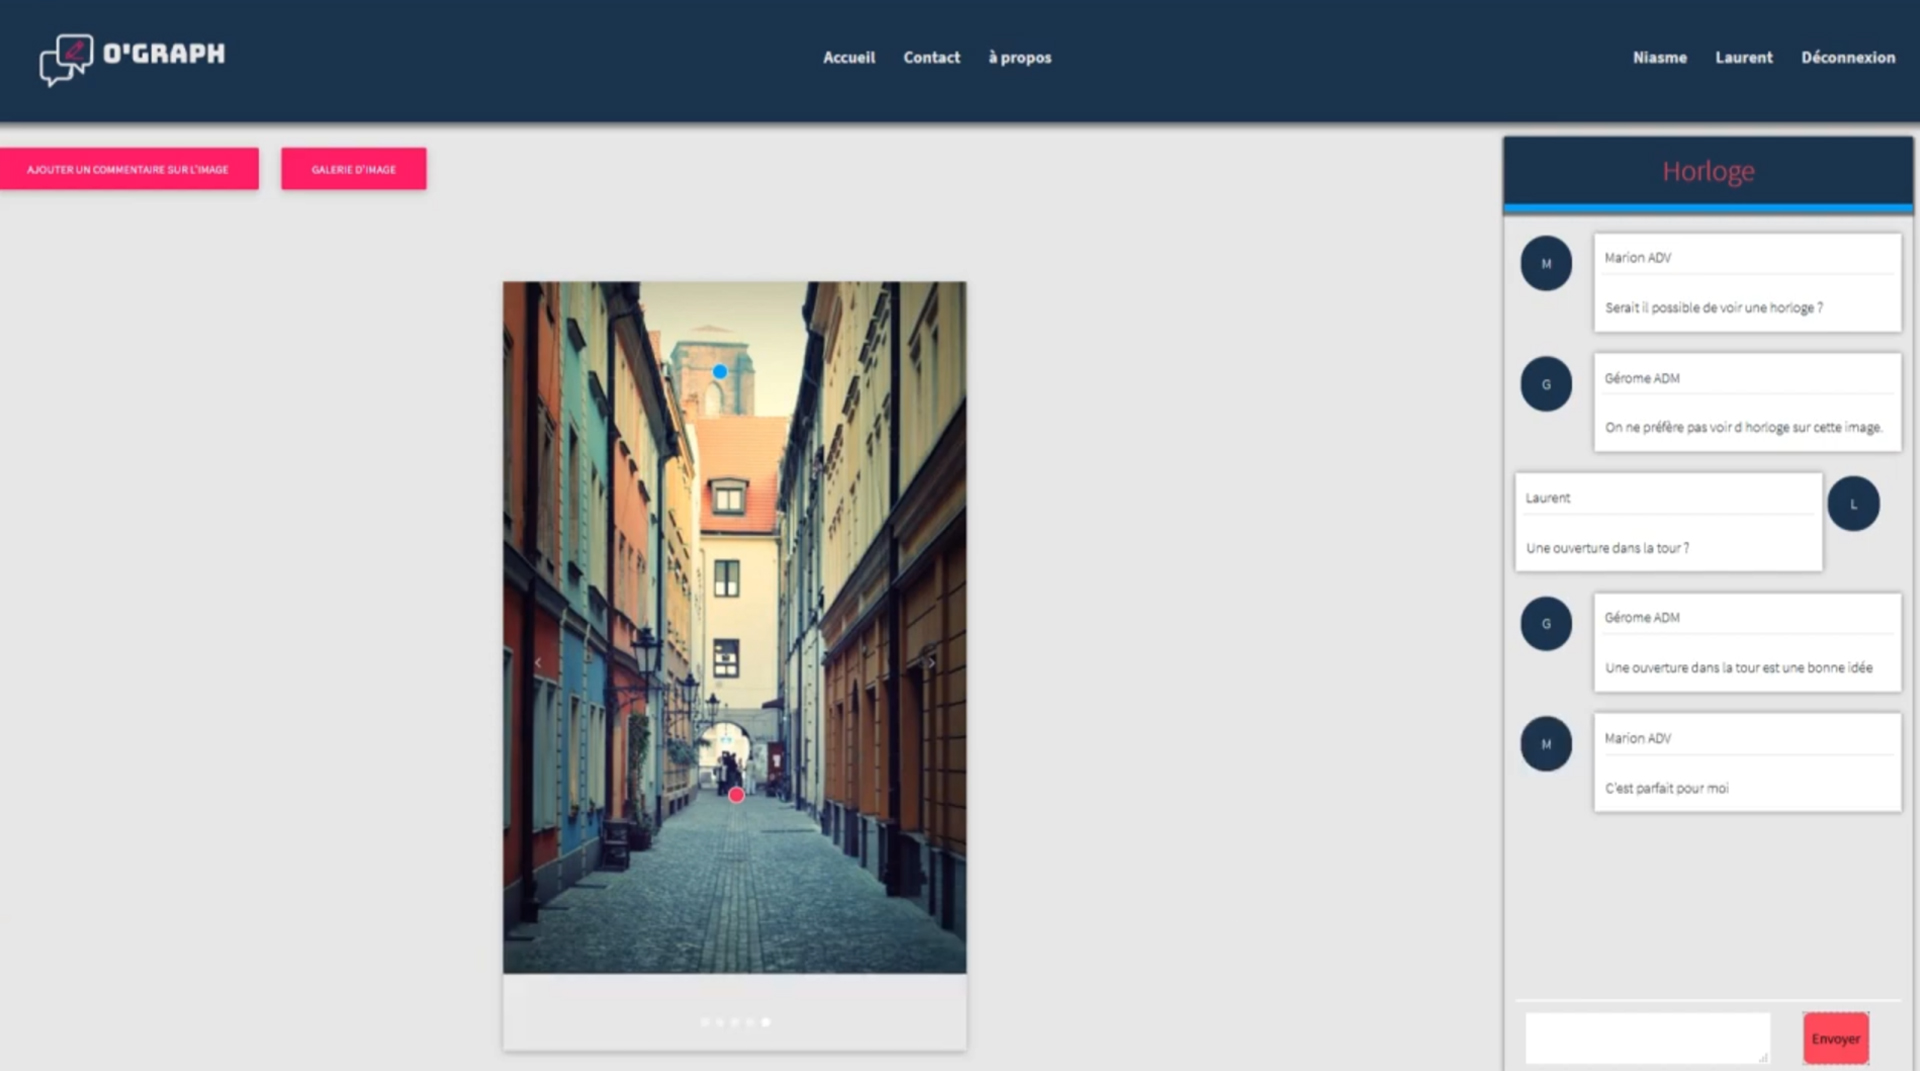 O'GRAPH
Accueil Contact à propos
Niasme Laurent Déconnexion
AJOUTER UN COMMENTAIRE SUR L'IMAGE
GALERIE D'IMAGE
Horloge
M
Marion ADV
Serait il possible de voir une horloge ?
G
Gérome ADM
On ne préfère pas voir d horloge sur cette image.
Laurent
L
Une ouverture dans la tour ?
G
Gérome ADM
Une ouverture dans la tour est une bonne idée
M
Marion ADV
C'est parfait pour moi
Envoyer